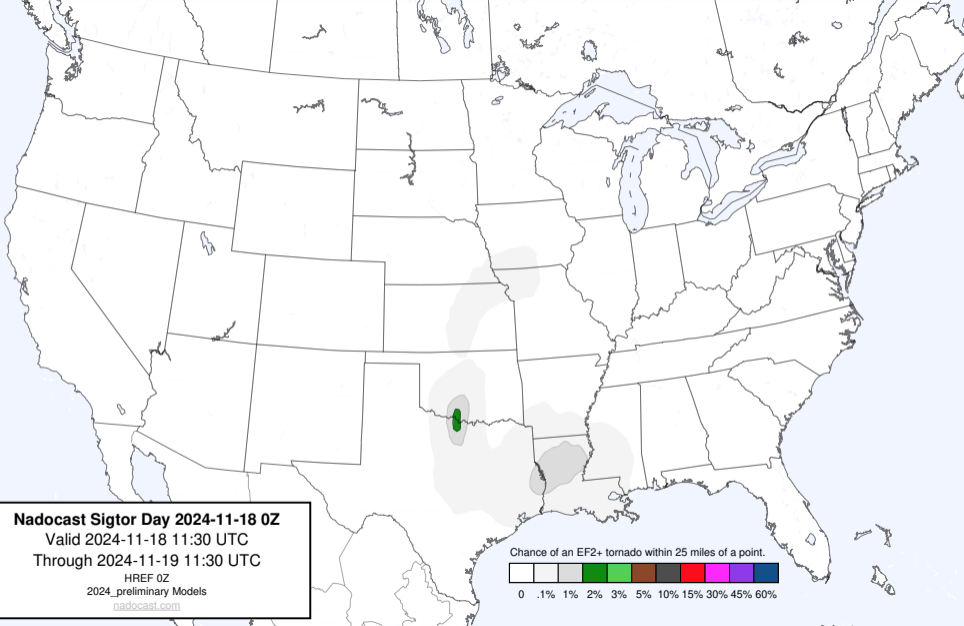 Nadocast Sigtor Day 2024-11-18 0Z
Valid 2024-11-18 11:30 UTC
Through 2024-11-19 11:30 UTC
HREF 0Z
2024_preliminary Models
nadocast.com
Chance of an EF2+ tornado within 25 miles of a point.
0 .1% 1% 2% 3% 5% 10% 15% 30% 45% 60%